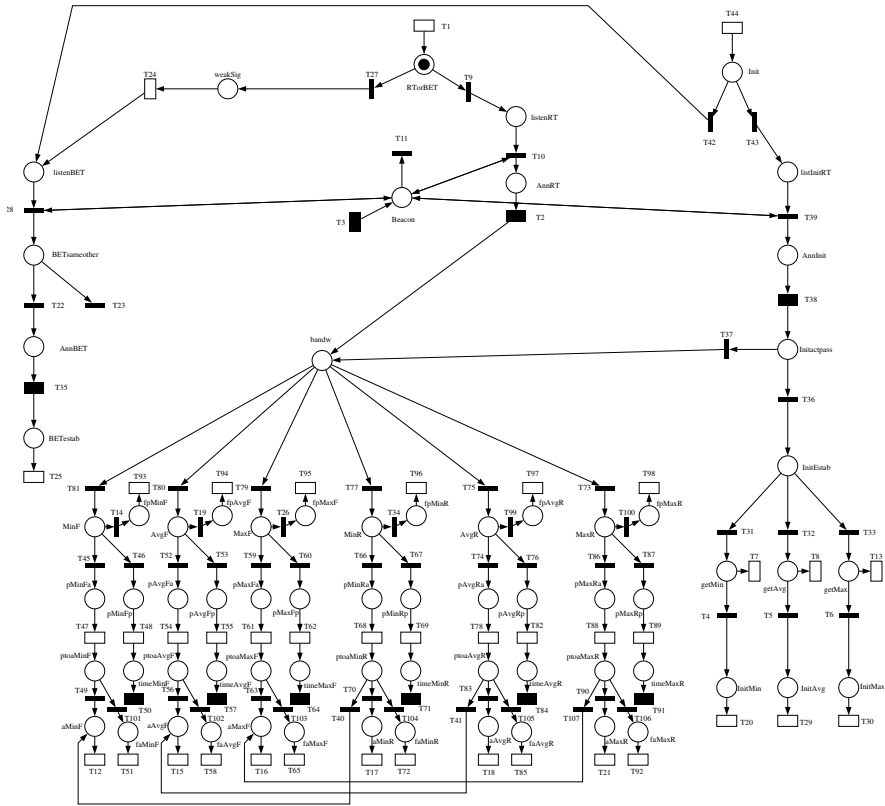 T1
T44
T24
weakSig
T27
T9
RTorBET
Init
listenRT
T11
T42
T43
T10
listenBET
listInitRT
AnnRT
28
T3
Beacon
T2
T39
BETsameother
AnnInit
T22
T23
T38
bandw
T37
AnnBET
Initactpass
T35
T36
BETestab
InitEstab
T25
T81
T93
T80
T94
T79
T95
T77
T96
T75
T97
T73
T98
fpMinF
fpAvgF
fpMaxF
fpMinR
fpAvgR
fpMaxR
T14
T19
T26
T34
T99
T100
MinF
AvgF
MaxF
MinR
AvgR
MaxR
T31
T32
T33
T45
T46
T52
T53
T59
T60
T66
T67
T74
T76
T86
T87
T7
T8
T13
pMinFa
pAvgFa
pMaxFa
pMinRa
pAvgRa
pMaxRa
getMin
getAvg
getMax
pMinFp
pAvgFp
pMaxFp
pMinRp
pAvgRp
pMaxRp
T4
T5
T6
T47
T48
T54
T55
T61
T62
T68
T69
T78
T82
T88
T89
ptoaMinF
ptoaAvgF
ptoaMaxF
ptoaMinR
ptoaAvgR
ptoaMaxR
timeMinF
timeAvgF
timeMaxF
timeMinR
timeAvgR
timeMaxR
InitMin
InitAvg
InitMax
T49
T50
T56
T57
T63
T64
T70
T40
T71
T83
T41
T84
T90
T107
T91
T101
T102
T103
T104
T105
T106
T20
T29
T30
aMinF
aAvgF
aMaxF
aMinR
aAvgR
aMaxR
faMinF
faAvgF
faMaxF
faMinR
faAvgR
faMaxR
T12
T51
T15
T58
T16
T65
T17
T72
T18
T85
T21
T92